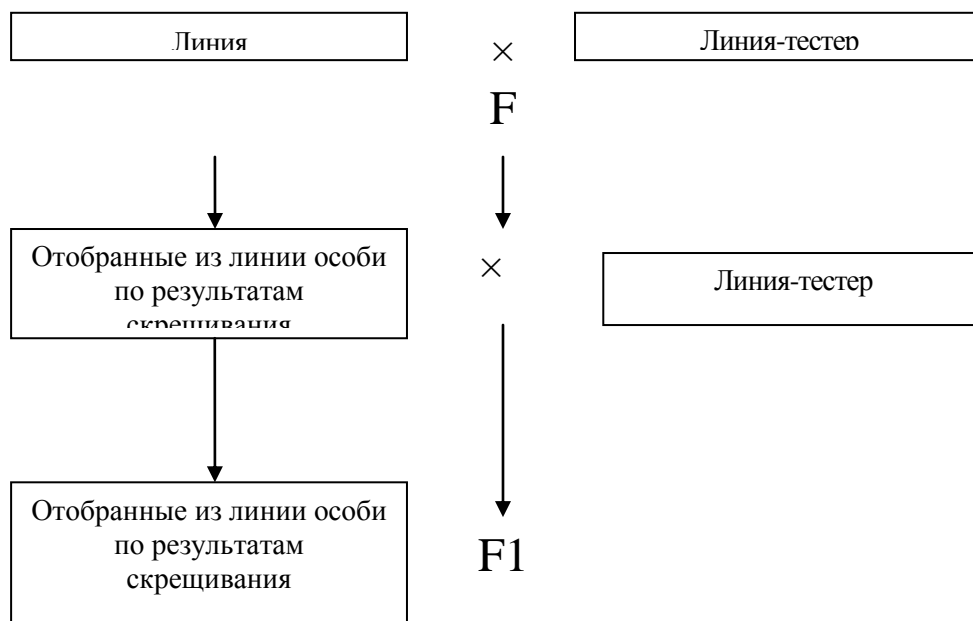 Линия
×
Линия-тестер
F
Отобранные из линии особи
по результатам
скрещивания
×
Линия-тестер
Отобранные из линии особи
по результатам
скрещивания
F1